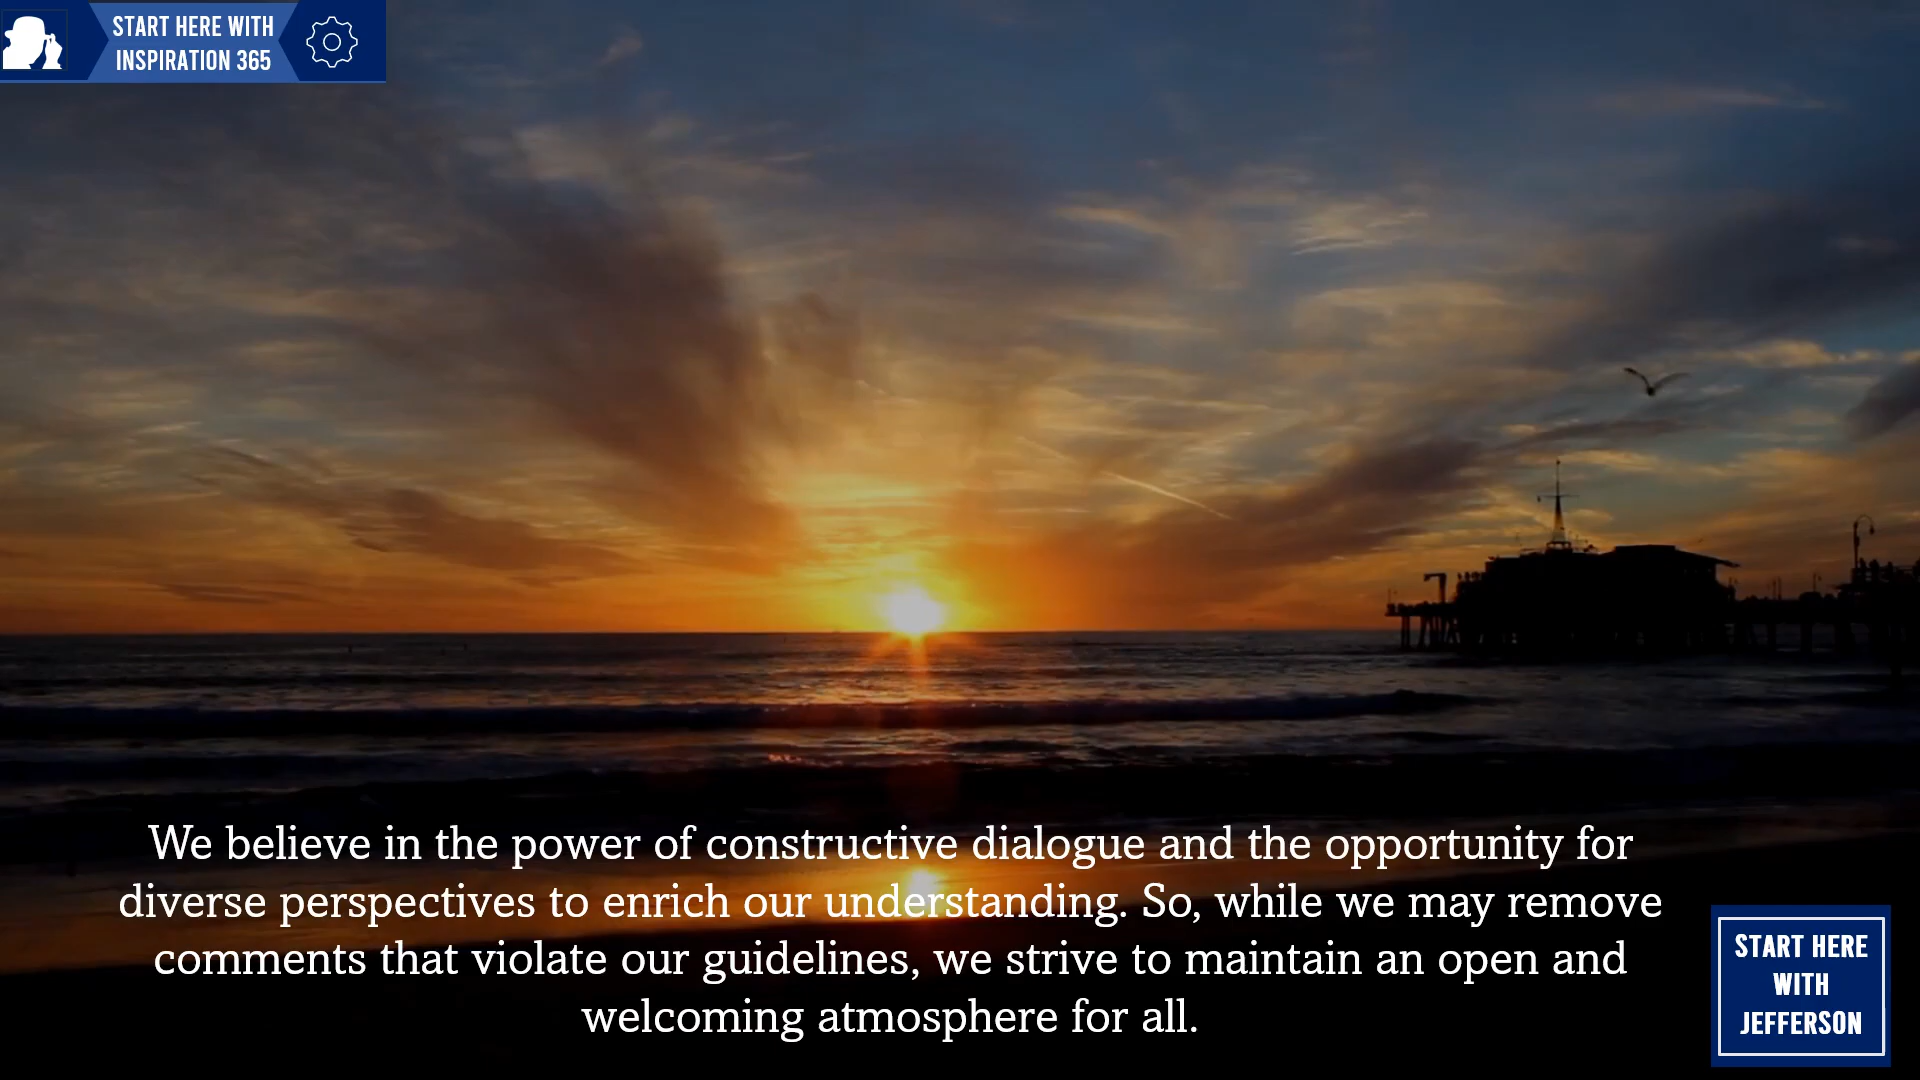 START HERE WITH
INSPIRATION 365
We believe in the power of constructive dialogue and the opportunity for
diverse perspectives to enrich our understanding. So, while we may remove
comments that violate our guidelines, we strive to maintain an open and
welcoming atmosphere for all.
START HERE
WITH
JEFFERSON